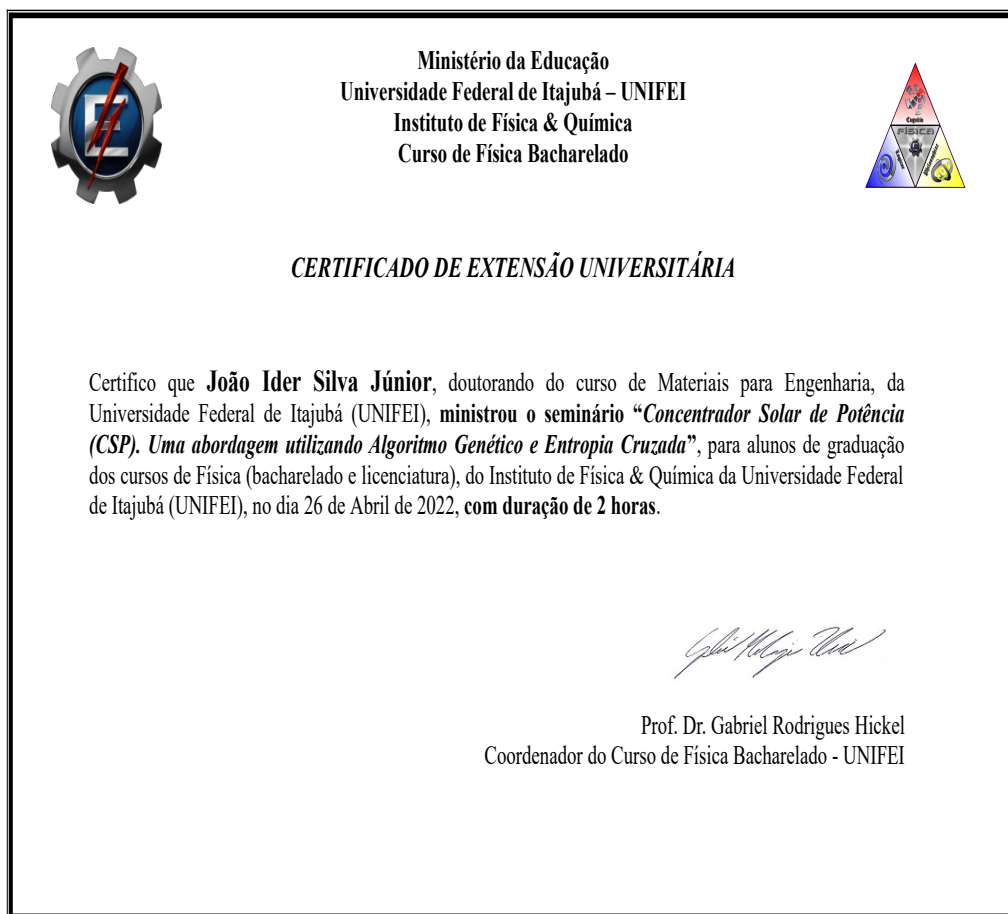 Ministério da Educação
Universidade Federal de Itajubá – UNIFEI
Instituto de Física & Química
Curso de Física Bacharelado
Cognitio
FÍSICA
CERTIFICADO DE EXTENSÃO UNIVERSITÁRIA
Certifico que João Ider Silva Júnior, doutorando do curso de Materiais para Engenharia, da
Universidade Federal de Itajubá (UNIFEI), ministrou o seminário “Concentrador Solar de Potência
(CSP). Uma abordagem utilizando Algoritmo Genético e Entropia Cruzada”, para alunos de graduação
dos cursos de Física (bacharelado e licenciatura), do Instituto de Física & Química da Universidade Federal
de Itajubá (UNIFEI), no dia 26 de Abril de 2022, com duração de 2 horas.
Prof. Dr. Gabriel Rodrigues Hickel
Coordenador do Curso de Física Bacharelado - UNIFEI